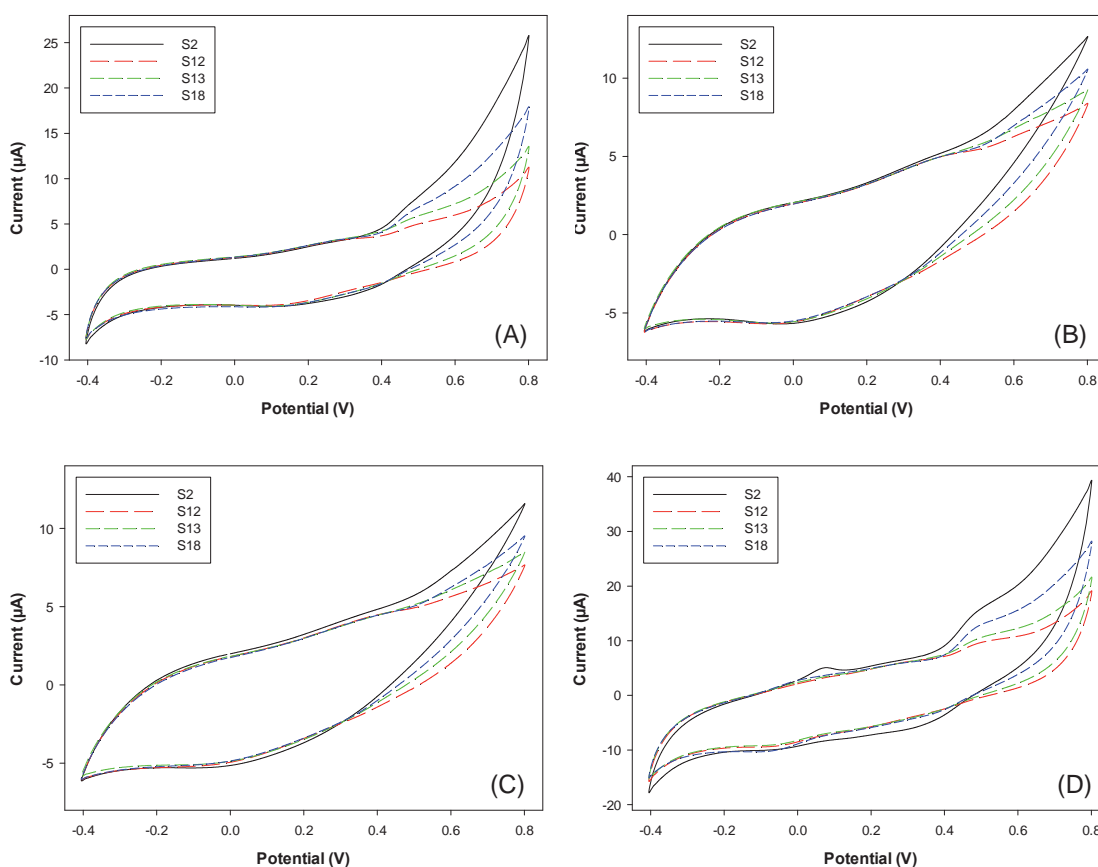 S2
S12
S13
S18
25
20
15
10
5
0
-5
-10
Current (µA)
-0.4 -0.2 0.0 0.2 0.4 0.6 0.8
Potential (V)
(A)
S2
S12
S13
S18
10
5
0
-5
Current (µA)
-0.4 -0.2 0.0 0.2 0.4 0.6 0.8
Potential (V)
(B)
S2
S12
S13
S18
10
5
0
-5
Current (µA)
-0.4 -0.2 0.0 0.2 0.4 0.6 0.8
Potential (V)
(C)
S2
S12
S13
S18
40
30
20
10
0
-10
-20
Current (µA)
-0.4 -0.2 0.0 0.2 0.4 0.6 0.8
Potential (V)
(D)